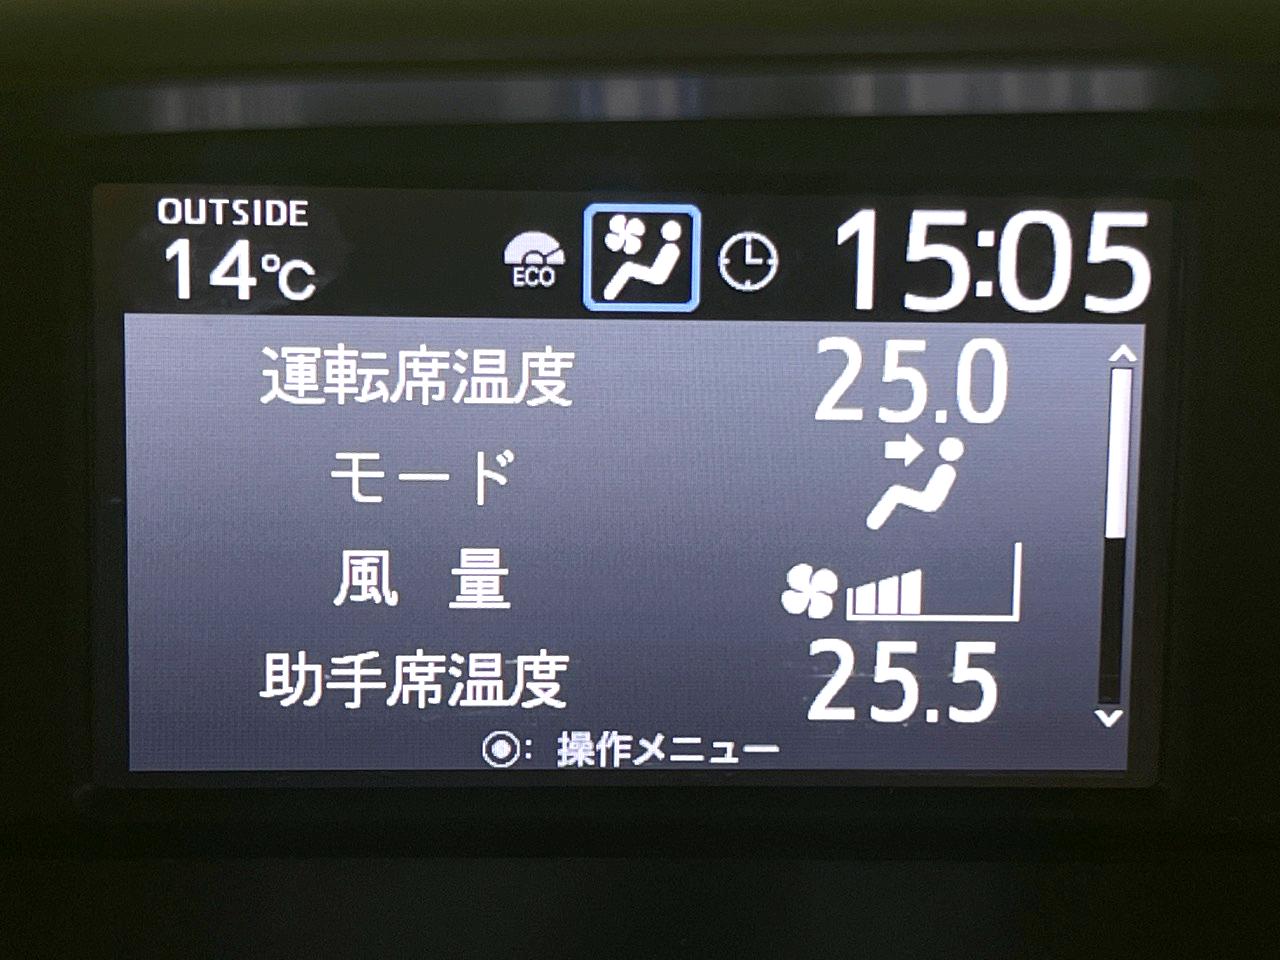 OUTSIDE
14℃
ECO
15:05
運転席温度 25.0
モード
風 量
助手席温度 25.5
◉: 操作メニュー